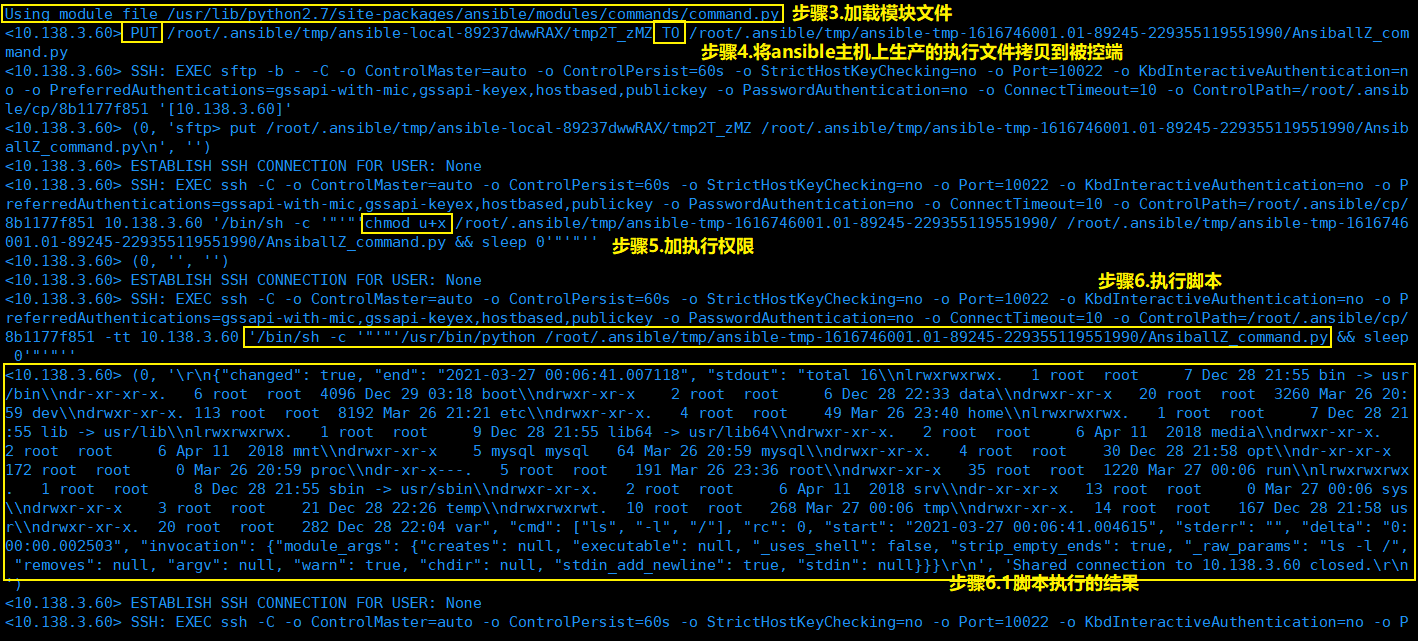 Using module file /usr/lib/python2.7/site-packages/ansible/modules/commands/command.py 步骤3.加载模块文件
<10.138.3.60> PUT /root/.ansible/tmp/ansible-local-89237dwwRAX/tmp2T_zMZ TO /root/.ansible/tmp/ansible-tmp-1616746001.01-89245-229355119551990/AnsiballZ_com
mand.py
步骤4.将ansible主机上生产的执行文件拷贝到被控端
<10.138.3.60> SSH: EXEC sftp -b - -C -o ControlMaster=auto -o ControlPersist=60s -o StrictHostKeyChecking=no -o Port=10022 -o KbdInteractiveAuthentication=n
o -o PreferredAuthentications=gssapi-with-mic,gssapi-keyex,hostbased,publickey -o PasswordAuthentication=no -o ConnectTimeout=10 -o ControlPath=/root/.ansib
le/cp/8b1177f851 '[10.138.3.60]'
<10.138.3.60> (0, 'sftp> put /root/.ansible/tmp/ansible-local-89237dwwRAX/tmp2T_zMZ /root/.ansible/tmp/ansible-tmp-1616746001.01-89245-229355119551990/Ansib
allZ_command.py\n', '')
<10.138.3.60> ESTABLISH SSH CONNECTION FOR USER: None
<10.138.3.60> SSH: EXEC ssh -C -o ControlMaster=auto -o ControlPersist=60s -o StrictHostKeyChecking=no -o Port=10022 -o KbdInteractiveAuthentication=no -o P
referredAuthentications=gssapi-with-mic,gssapi-keyex,hostbased,publickey -o PasswordAuthentication=no -o ConnectTimeout=10 -o ControlPath=/root/.ansible/cp/
8b1177f851 10.138.3.60 '/bin/sh -c '"'"'chmod u+x /root/.ansible/tmp/ansible-tmp-1616746001.01-89245-229355119551990/ /root/.ansible/tmp/ansible-tmp-1616746
001.01-89245-229355119551990/AnsiballZ_command.py && sleep 0'"'"'' 步骤5.加执行权限
<10.138.3.60> (0, '', '')
<10.138.3.60> ESTABLISH SSH CONNECTION FOR USER: None
步骤6.执行脚本
<10.138.3.60> SSH: EXEC ssh -C -o ControlMaster=auto -o ControlPersist=60s -o StrictHostKeyChecking=no -o Port=10022 -o KbdInteractiveAuthentication=no -o P
referredAuthentications=gssapi-with-mic,gssapi-keyex,hostbased,publickey -o PasswordAuthentication=no -o ConnectTimeout=10 -o ControlPath=/root/.ansible/cp/
8b1177f851 -tt 10.138.3.60 '/bin/sh -c '"'"'/usr/bin/python /root/.ansible/tmp/ansible-tmp-1616746001.01-89245-229355119551990/AnsiballZ_command.py && sleep
 0'"'"''
<10.138.3.60> (0, '\r\n{"changed": true, "end": "2021-03-27 00:06:41.007118", "stdout": "total 16\\nlrwxrwxrwx.   1 root  root     7 Dec 28 21:55 bin -> usr
/bin\\ndr-xr-xr-x.   6 root  root  4096 Dec 29 03:18 boot\\ndrwxr-xr-x    2 root  root     6 Dec 28 22:33 data\\ndrwxr-xr-x   20 root  root  3260 Mar 26 20:
59 dev\\ndrwxr-xr-x. 113 root  root  8192 Mar 26 21:21 etc\\ndrwxr-xr-x.   4 root  root    49 Mar 26 23:40 home\\nlrwxrwxrwx.   1 root  root     7 Dec 28 21
:55 lib -> usr/lib\\nlrwxrwxrwx.   1 root  root     9 Dec 28 21:55 lib64 -> usr/lib64\\ndrwxr-xr-x.   2 root  root     6 Apr 11  2018 media\\ndrwxr-xr-x.
2 root  root     6 Apr 11  2018 mnt\\ndrwxr-xr-x    5 mysql mysql   64 Mar 26 20:59 mysql\\ndrwxr-xr-x.   4 root  root    30 Dec 28 21:58 opt\\ndr-xr-xr-x
172 root  root     0 Mar 26 20:59 proc\\ndr-xr-x---.   5 root  root   191 Mar 26 23:36 root\\ndrwxr-xr-x   35 root  root  1220 Mar 27 00:06 run\\nlrwxrwxrwx
.   1 root  root     8 Dec 28 21:55 sbin -> usr/sbin\\ndrwxr-xr-x.   2 root  root     6 Apr 11  2018 srv\\ndr-xr-xr-x   13 root  root     0 Mar 27 00:06 sys
\\ndrwxr-xr-x    3 root  root    21 Dec 28 22:26 temp\\ndrwxrwxrwt.  10 root  root   268 Mar 27 00:06 tmp\\ndrwxr-xr-x.  14 root  root   167 Dec 28 21:58 us
r\\ndrwxr-xr-x.  20 root  root   282 Dec 28 22:04 var", "cmd": ["ls", "-l", "/"], "rc": 0, "start": "2021-03-27 00:06:41.004615", "stderr": "", "delta": "0:
00:00.002503", "invocation": {"module_args": {"creates": null, "executable": null, "_uses_shell": false, "strip_empty_ends": true, "_raw_params": "ls -l /",
 "removes": null, "argv": null, "warn": true, "chdir": null, "stdin_add_newline": true, "stdin": null}}}\r\n', 'Shared connection to 10.138.3.60 closed.\r\n
')
步骤6.1脚本执行的结果
<10.138.3.60> ESTABLISH SSH CONNECTION FOR USER: None
<10.138.3.60> SSH: EXEC ssh -C -o ControlMaster=auto -o ControlPersist=60s -o StrictHostKeyChecking=no -o Port=10022 -o KbdInteractiveAuthentication=no -o P